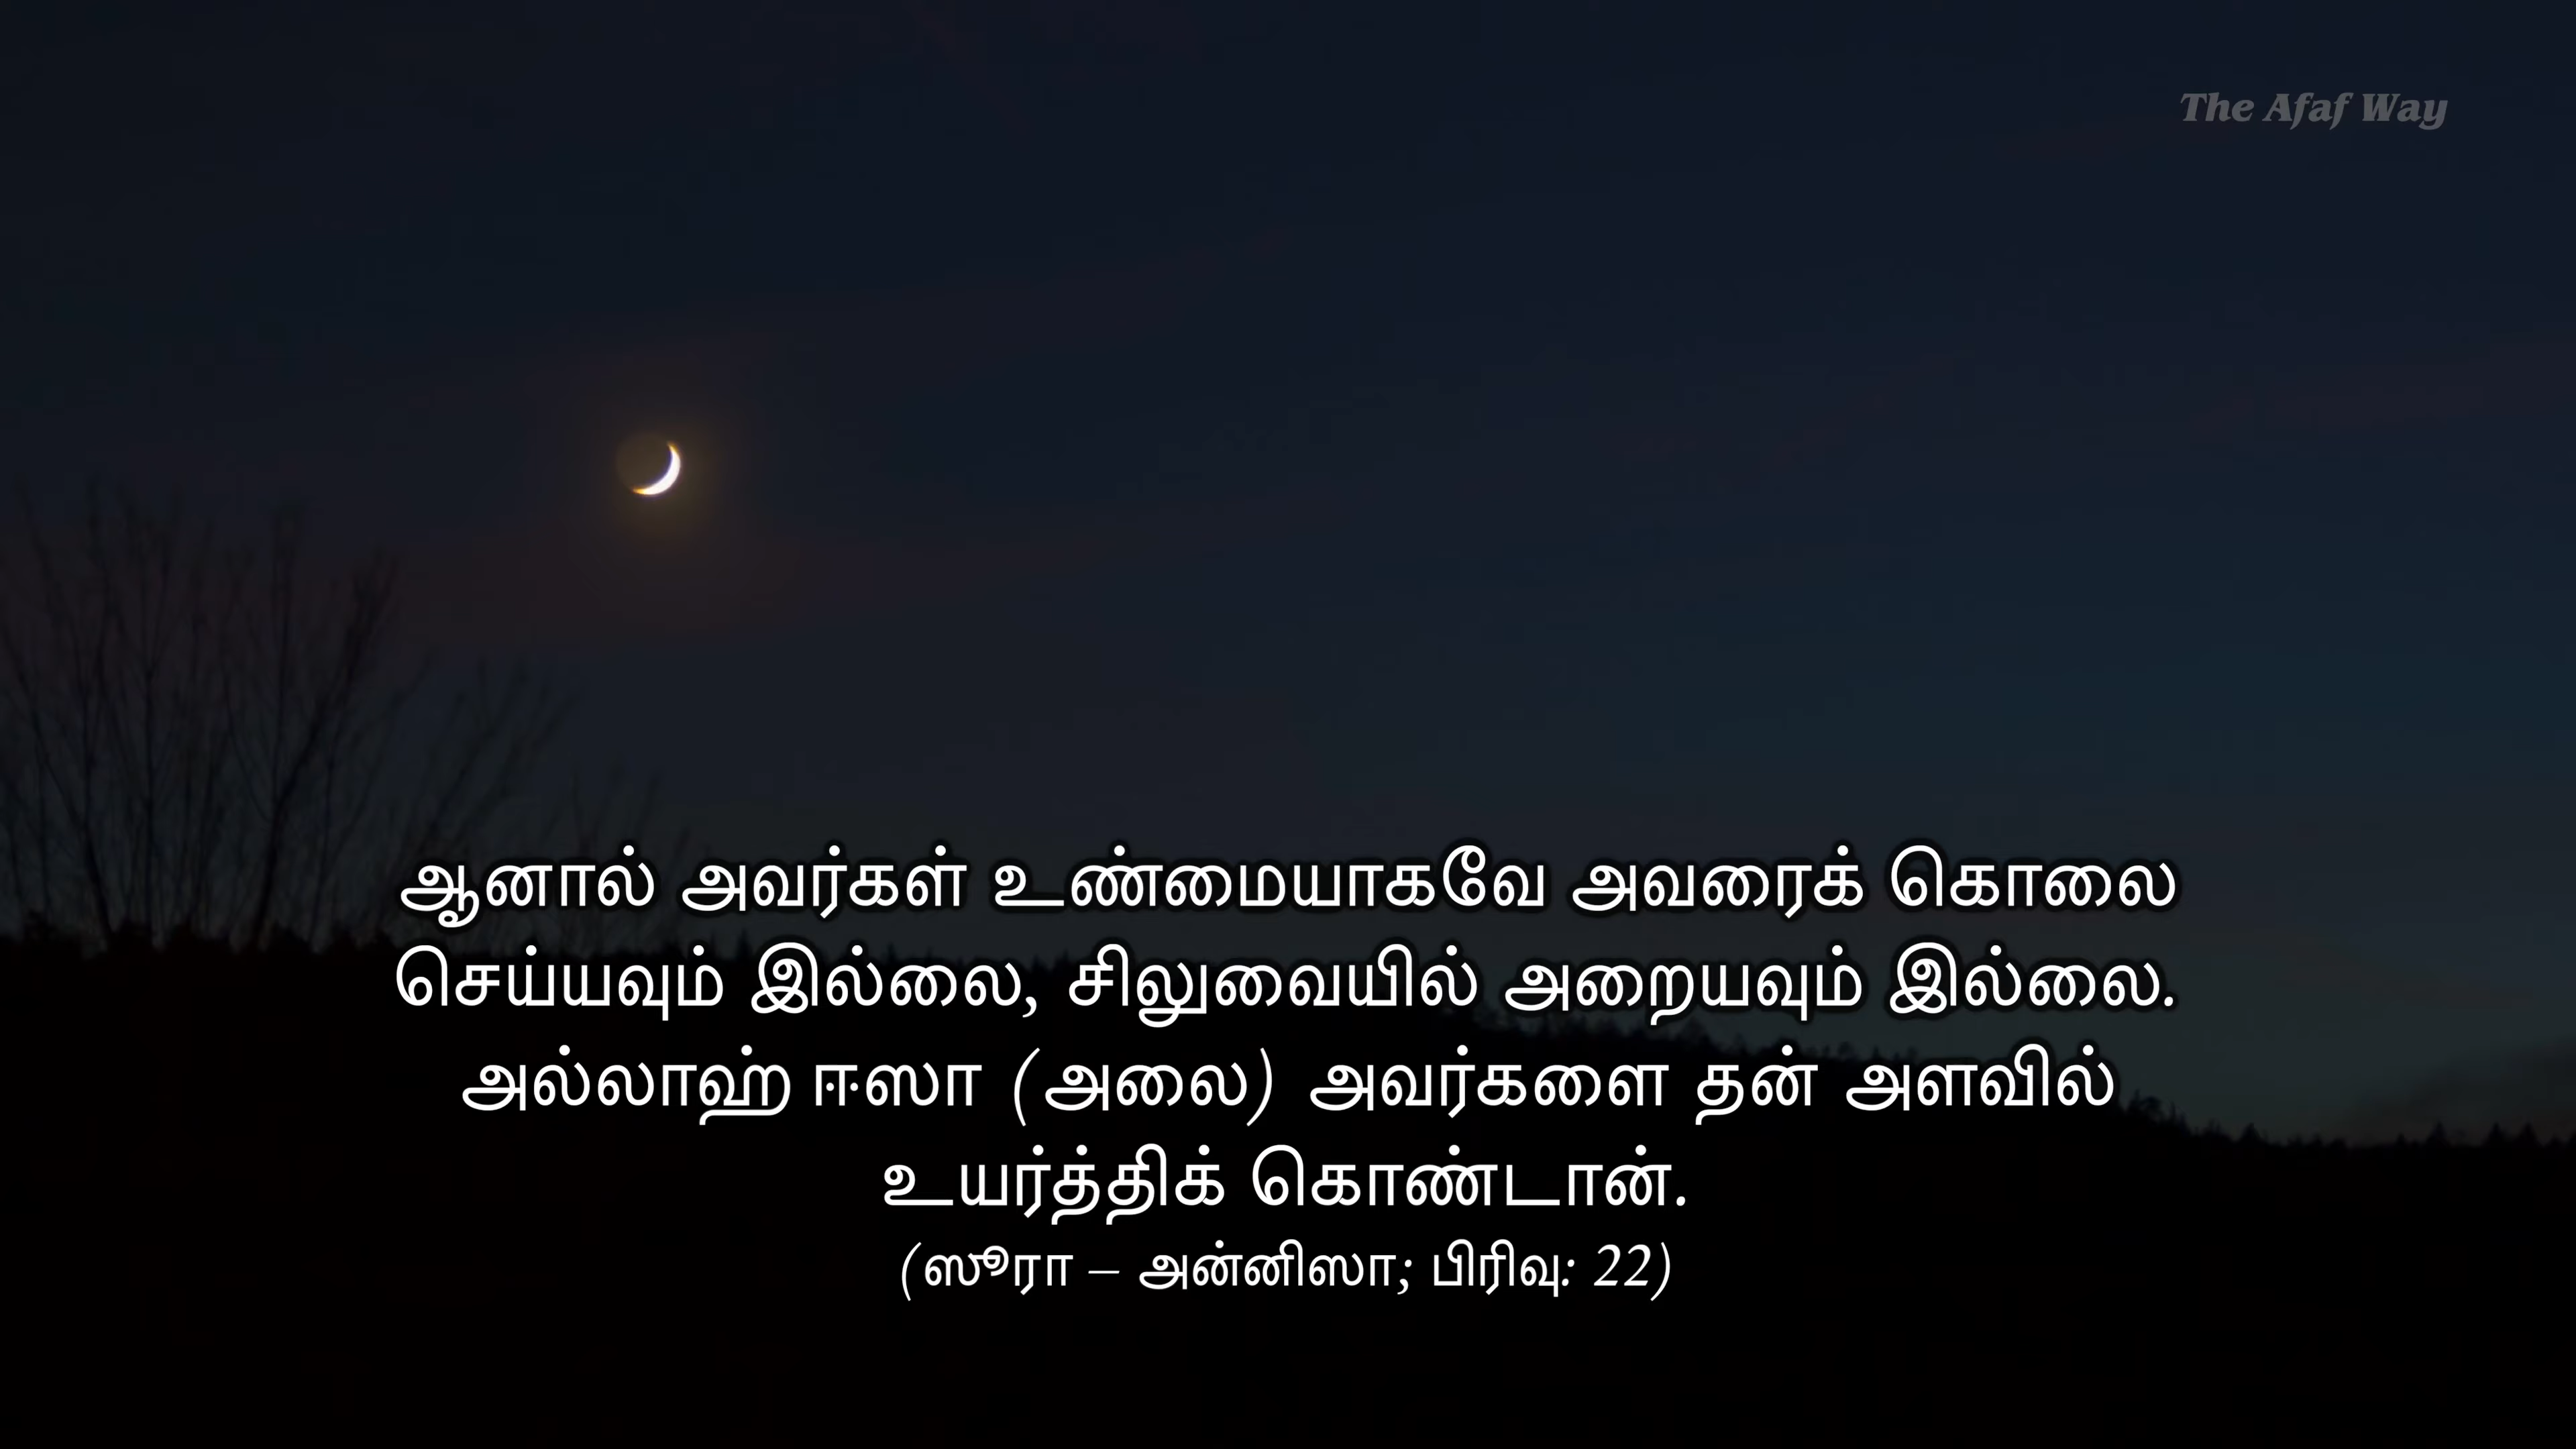 The Afaf Way
ஆனால் அவர்கள் உண்மையாகவே அவரைக் கொலை
செய்யவும் இல்லை, சிலுவையில் அறையவும் இல்லை.
அல்லாஹ் ஈஸா (அலை) அவர்களை தன் அளவில்
உயர்த்திக் கொண்டான்.
(ஸூரா – அன்னிஸா; பிரிவு: 22)